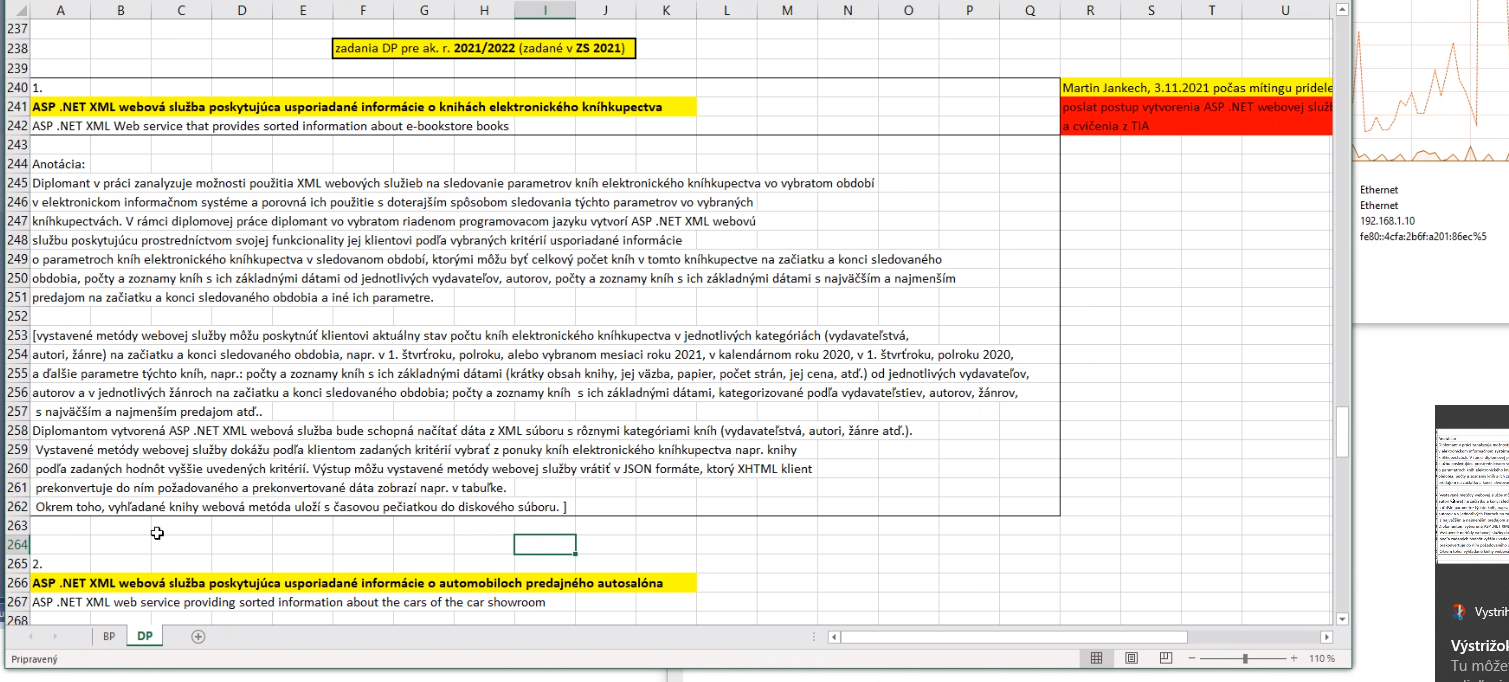 A B C D E F G H I J K L M N O P Q R S T U
237
238 zadania DP pre ak. r. 2021/2022 (zadané v ZS 2021)
239
240 1. Martin Jankech, 3.11.2021 počas mítingu pridele
241 ASP .NET XML webová služba poskytujúca usporiadané informácie o knihách elektronického kníhkupectva poslat postup vytvorenia ASP .NET webovej služb
242 ASP .NET XML Web service that provides sorted information about e-bookstore books a cvičenia z TIA
243
244 Anotácia:
245 Diplomant v práci zanalyzuje možnosti použitia XML webových služieb na sledovanie parametrov kníh elektronického kníhkupectva vo vybratom období
246 v elektronickom informačnom systéme a porovná ich použitie s doterajším spôsobom sledovania týchto parametrov vo vybraných
247 kníhkupectvách. V rámci diplomovej práce diplomant vo vybratom riadenom programovacom jazyku vytvorí ASP .NET XML webovú
248 službu poskytujúcu prostredníctvom svojej funkcionality jej klientovi podľa vybraných kritérií usporiadané informácie
249 o parametroch kníh elektronického kníhkupectva v sledovanom období, ktorými môžu byť celkový počet kníh v tomto kníhkupectve na začiatku a konci sledovaného
250 obdobia, počty a zoznamy kníh s ich základnými dátami od jednotlivých vydavateľov, autorov, počty a zoznamy kníh s ich základnými dátami s najväčším a najmenším
251 predajom na začiatku a konci sledovaného obdobia a iné ich parametre.
252
253 [vystavené metódy webovej služby môžu poskytnúť klientovi aktuálny stav počtu kníh elektronického kníhkupectva v jednotlivých kategóriách (vydavateľstvá,
254 autori, žánre) na začiatku a konci sledovaného obdobia, napr. v 1. štvrťroku, polroku, alebo vybranom mesiaci roku 2021, v kalendárnom roku 2020, v 1. štvrťroku, polroku 2020,
255 a ďalšie parametre týchto kníh, napr.: počty a zoznamy kníh s ich základnými dátami (krátky obsah knihy, jej väzba, papier, počet strán, jej cena, atď.) od jednotlivých vydavateľov,
256 autorov a v jednotlivých žánroch na začiatku a konci sledovaného obdobia; počty a zoznamy kníh s ich základnými dátami, kategorizované podľa vydavateľstiev, autorov, žánrov,
257 s najväčším a najmenším predajom atď..
258 Diplomantom vytvorená ASP .NET XML webová služba bude schopná načítať dáta z XML súboru s rôznymi kategóriami kníh (vydavateľstvá, autori, žánre atď.).
259 Vystavené metódy webovej služby dokážu podľa klientom zadaných kritérií vybrať z ponuky kníh elektronického kníhkupectva napr. knihy
260 podľa zadaných hodnôt vyššie uvedených kritérií. Výstup môžu vystavené metódy webovej služby vrátiť v JSON formáte, ktorý XHTML klient
261 prekonvertuje do ním požadovaného a prekonvertované dáta zobrazí napr. v tabuľke.
262 Okrem toho, vyhľadané knihy webová metóda uloží s časovou pečiatkou do diskového súboru. ]
263
264
265 2.
266 ASP .NET XML webová služba poskytujúca usporiadané informácie o automobiloch predajného autosalóna
267 ASP .NET XML web service providing sorted information about the cars of the car showroom
268
BP DP
Pripravený 110 %
Ethernet
Ethernet
192.168.1.10
fe80::4cfa:2b6f:a201:86ec%5
Vystrih
Výstrižok
Tu môžet